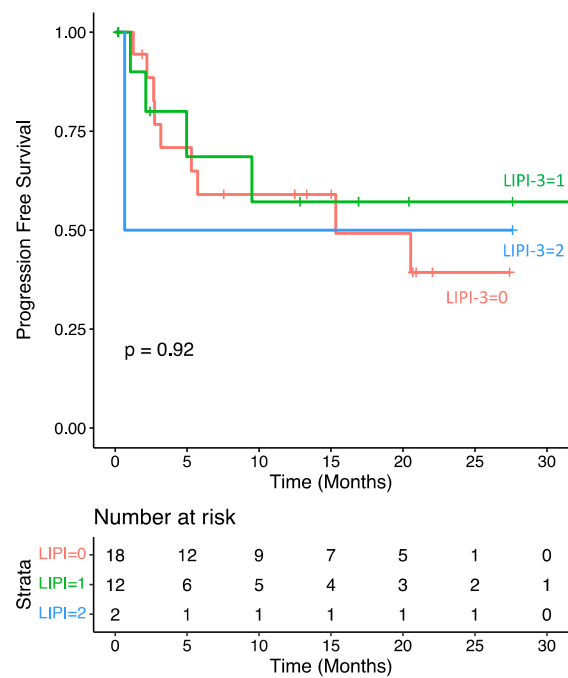 Progression Free Survival
1.00
0.75
0.50
0.25
0.00
LIPI-3=1
LIPI-3=2
LIPI-3=0
p = 0.92
0 5 10 15 20 25 30
Time (Months)
Number at risk
Strata
LIPI=0 18 12 9 7 5 1 0
LIPI=1 12 6 5 4 3 2 1
LIPI=2 2 1 1 1 1 1 0
0 5 10 15 20 25 30
Time (Months)